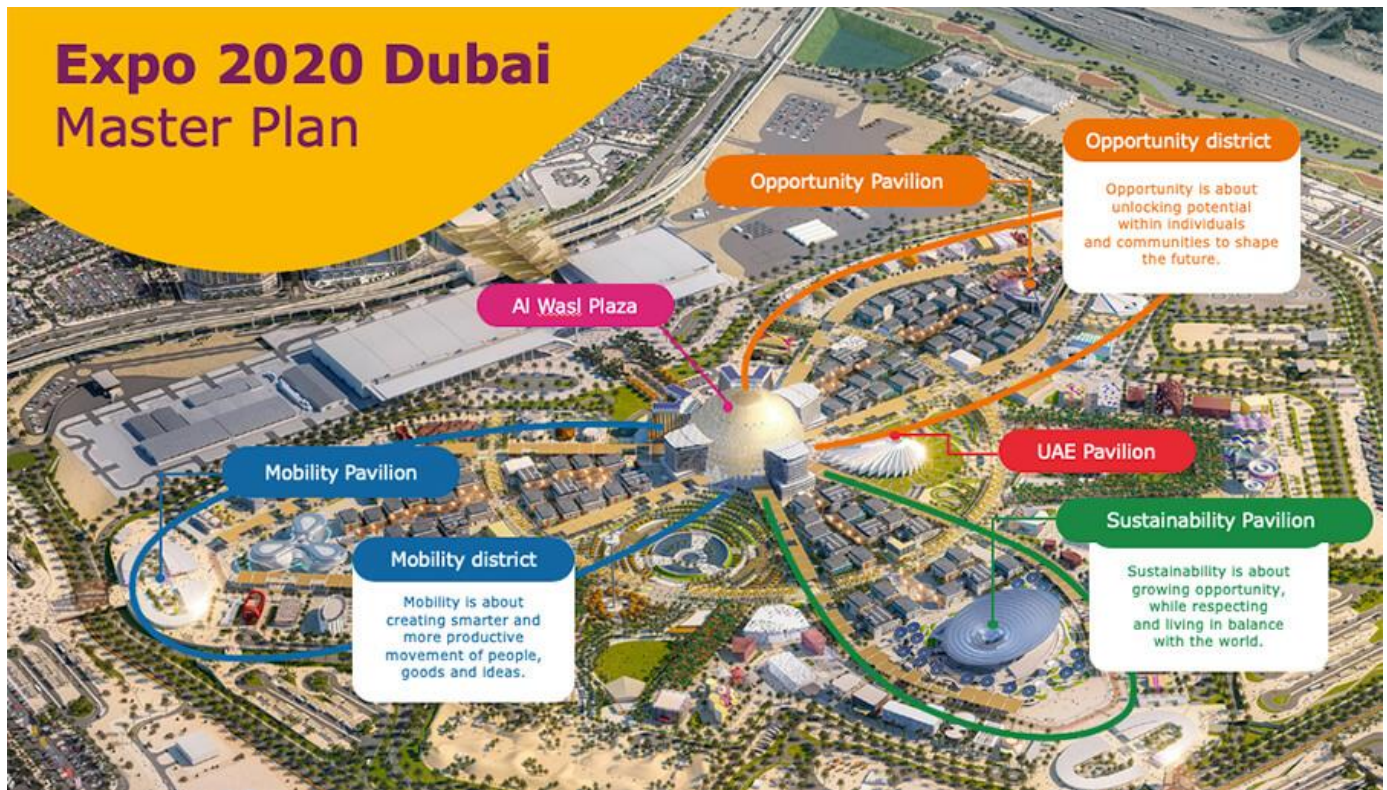 Expo 2020 Dubai
Master Plan
Opportunity district
Opportunity is about
unlocking potential
within individuals
and communities to shape
the future.
Opportunity Pavilion
Al Wasl Plaza
UAE Pavilion
Mobility Pavilion
Mobility district
Mobility is about
creating smarter and
more productive
movement of people,
goods and ideas.
Sustainability Pavilion
Sustainability is about
growing opportunity,
while respecting
and living in balance
with the world.